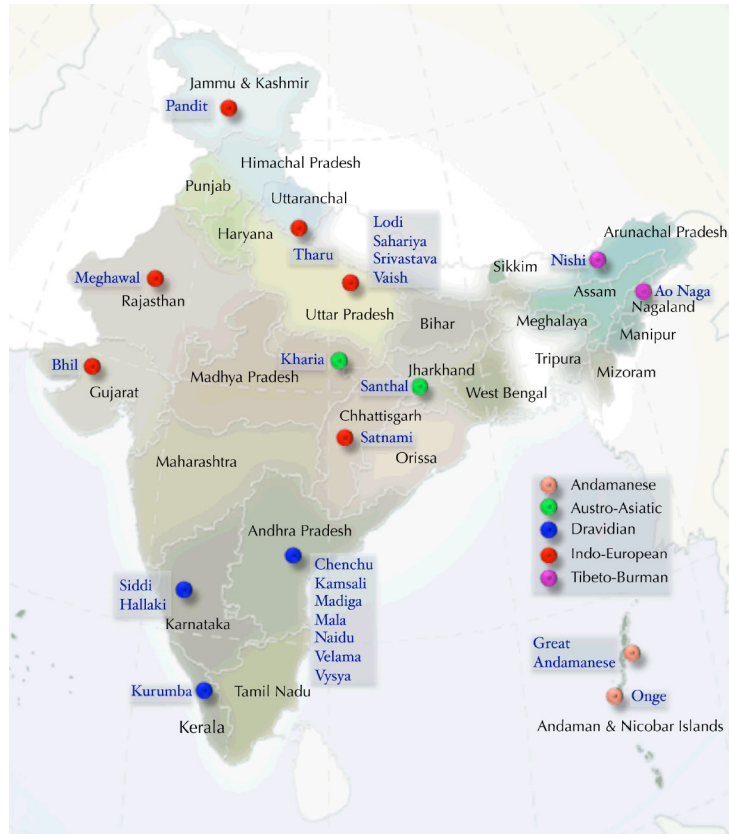 Jammu & Kashmir
Pandit
Himachal Pradesh
Punjab
Uttaranchal
Haryana
Tharu
Lodi
Sahariya
Srivastava
Vaish
Arunachal Pradesh
Nishi
Sikkim
Assam
Ao Naga
Nagaland
Meghalaya
Manipur
Tripura
Mizoram
Meghawal
Rajasthan
Uttar Pradesh
Bihar
Kharia
Jharkhand
Bhil
Gujarat
Madhya Pradesh
Santhal
West Bengal
Chhattisgarh
Satnami
Orissa
Maharashtra
Andamanese
Austro-Asiatic
Dravidian
Indo-European
Tibeto-Burman
Andhra Pradesh
Chenchu
Kamsali
Madiga
Mala
Naidu
Velama
Vysya
Siddi
Hallaki
Karnataka
Kurumba
Tamil Nadu
Kerala
Great
Andamanese
Onge
Andaman & Nicobar Islands